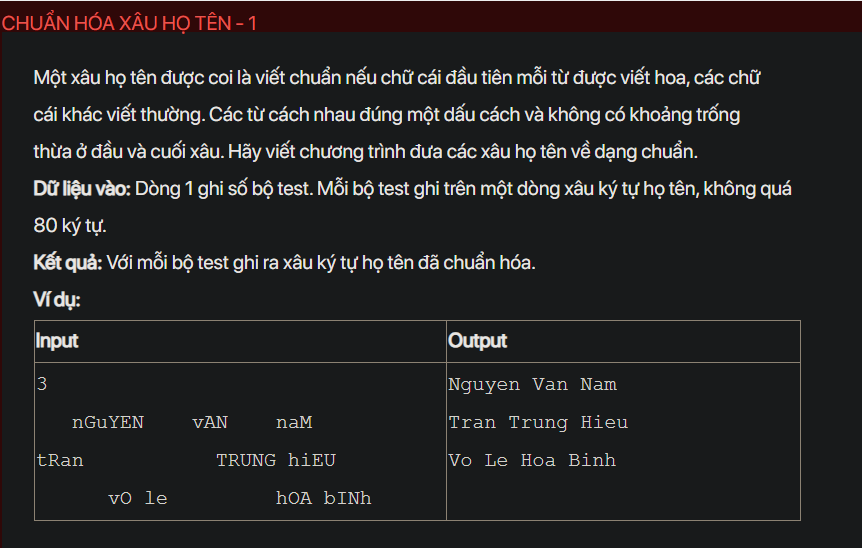 CHUẨN HÓA XÂU HỌ TÊN - 1
Một xâu họ tên được coi là viết chuẩn nếu chữ cái đầu tiên mỗi từ được viết hoa, các chữ
cái khác viết thường. Các từ cách nhau đúng một dấu cách và không có khoảng trống
thừa ở đầu và cuối xâu. Hãy viết chương trình đưa các xâu họ tên về dạng chuẩn.
Dữ liệu vào: Dòng 1 ghi số bộ test. Mỗi bộ test ghi trên một dòng xâu ký tự họ tên, không quá
80 ký tự.
Kết quả: Với mỗi bộ test ghi ra xâu ký tự họ tên đã chuẩn hóa.
Ví dụ:
Input
3
   nGuYEN    vAN    naM
tRan           TRUNG hiEU
      vO le         hOA bINh
Output
Nguyen Van Nam
Tran Trung Hieu
Vo Le Hoa Binh